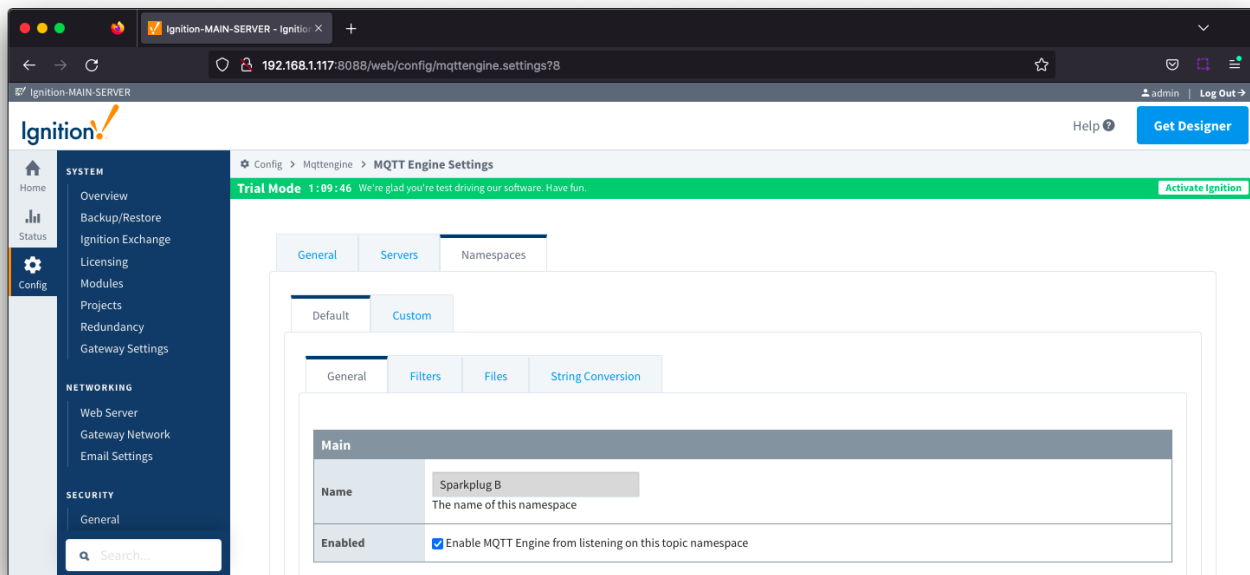 Ignition-MAIN-SERVER - Ignition
192.168.1.117:8088/web/config/mqttengine.settings?8
Ignition-MAIN-SERVER
admin | Log Out
Ignition!
Help
Get Designer
Config > Mqttengine > MQTT Engine Settings
Trial Mode 1:09:46 We're glad you're test driving our software. Have fun.
Activate Ignition
Home
Status
Config
SYSTEM
Overview
Backup/Restore
Ignition Exchange
Licensing
Modules
Projects
Redundancy
Gateway Settings
NETWORKING
Web Server
Gateway Network
Email Settings
SECURITY
General
Search...
General Servers Namespaces
Default Custom
General Filters Files String Conversion
Main
Name
Sparkplug B
The name of this namespace
Enabled
Enable MQTT Engine from listening on this topic namespace